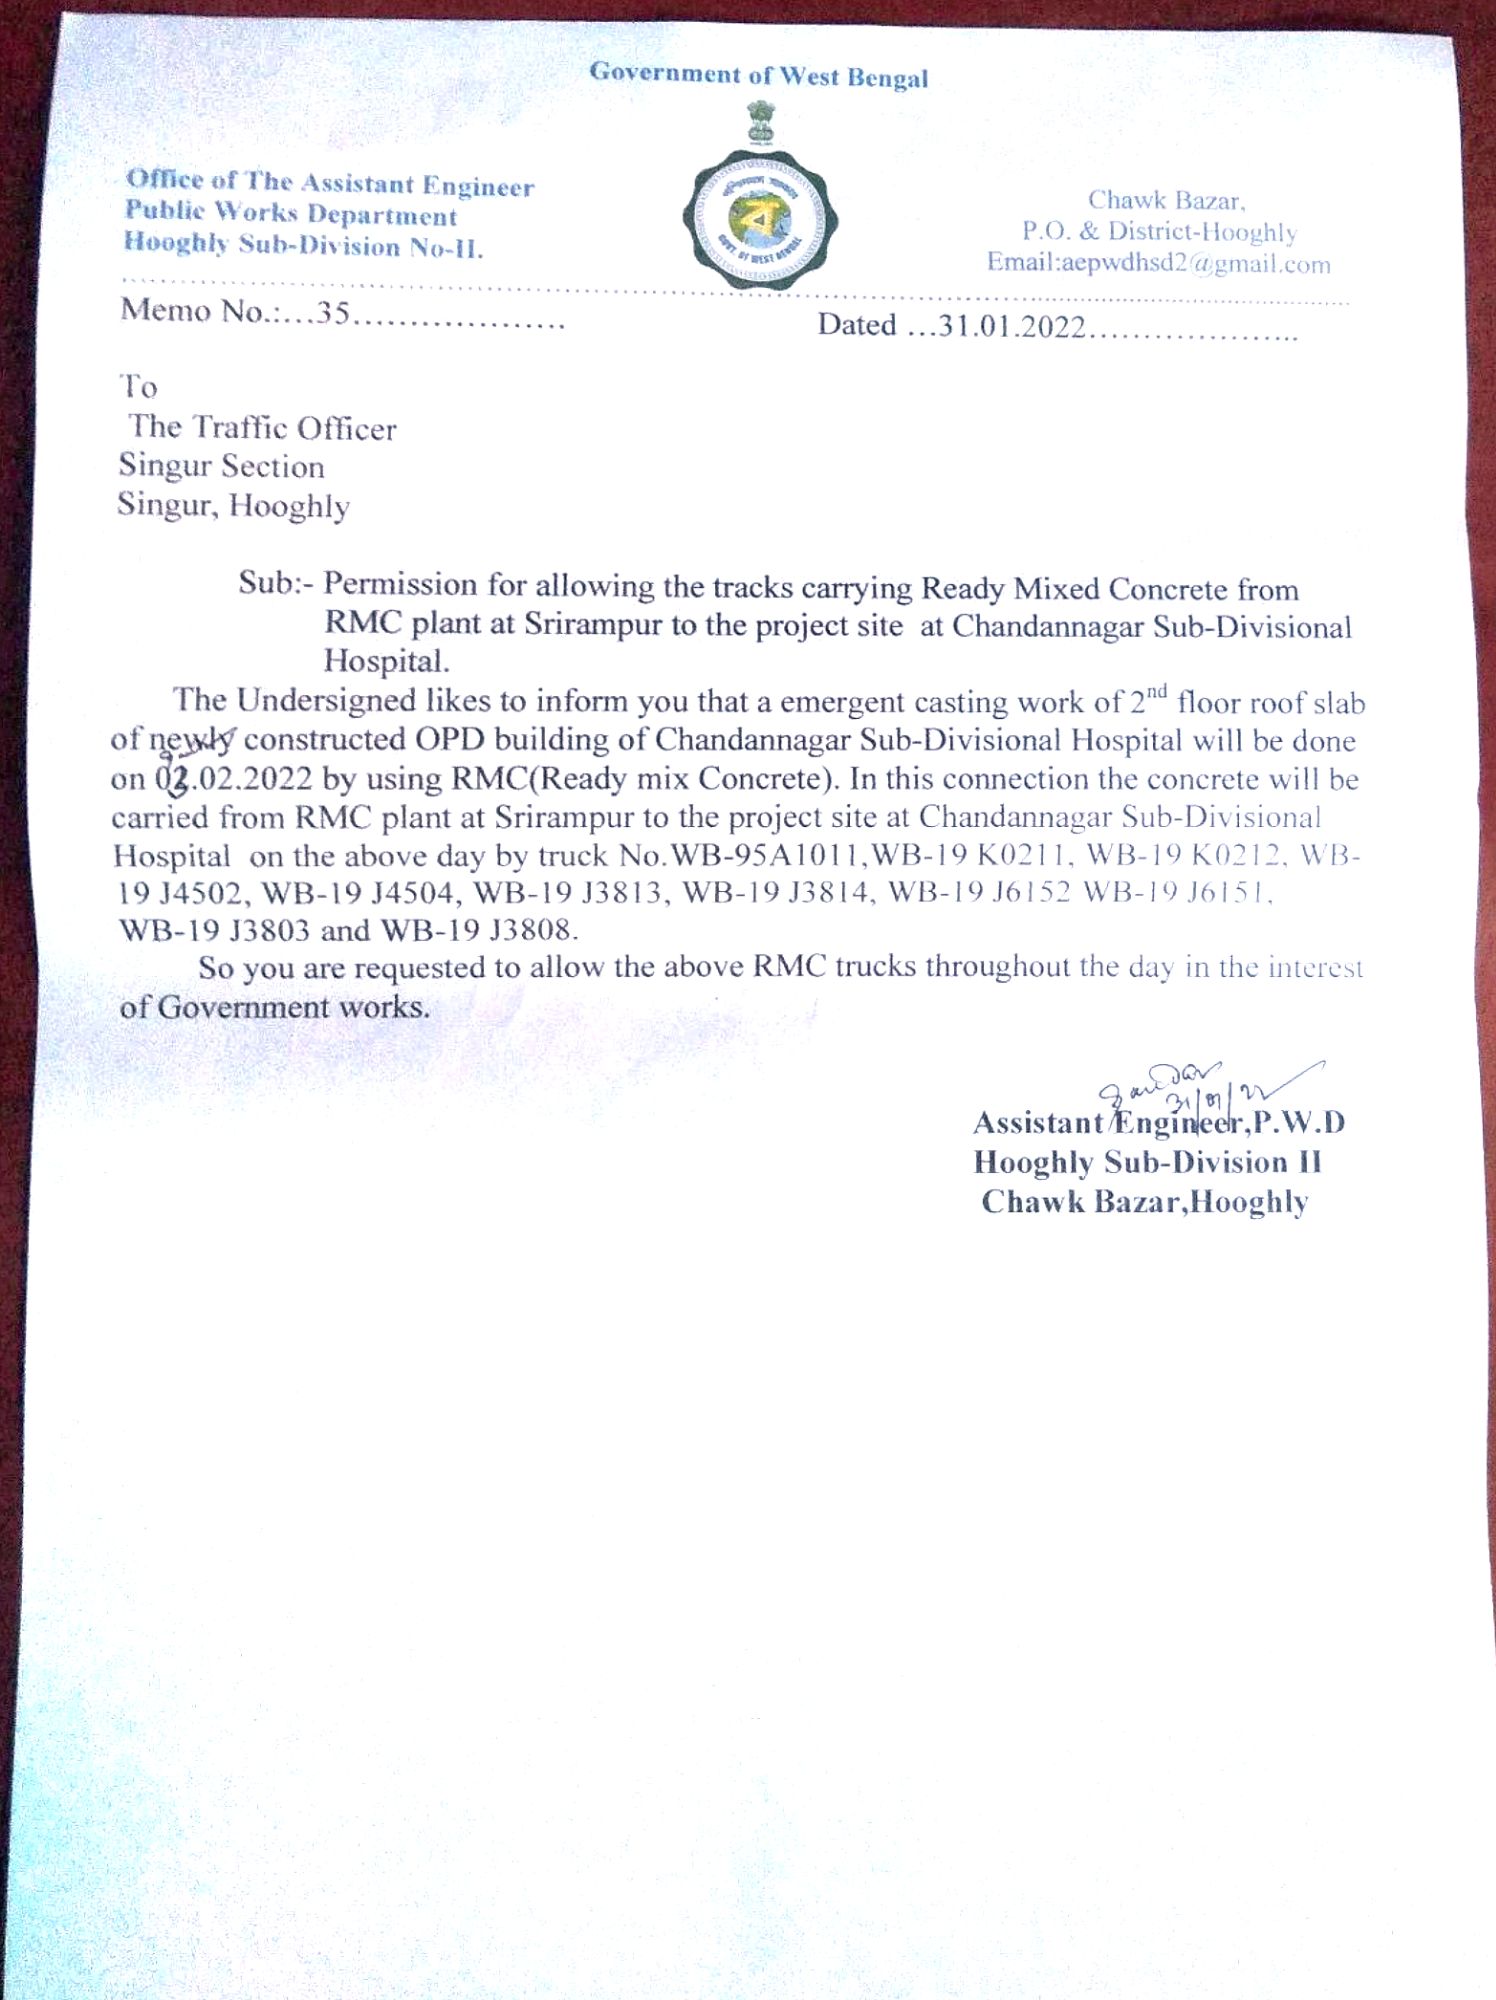 Government of West Bengal
Office of The Assistant Engineer
Public Works Department
Hooghly Sub-Division No-II.
GOVT. OF WEST BENGAL
Chawk Bazar,
P.O. & District-Hooghly
Email:aepwdhsd2@gmail.com
Memo No.:...35...................
Dated ...31.01.2022.....................
To
The Traffic Officer
Singur Section
Singur, Hooghly
Sub:- Permission for allowing the tracks carrying Ready Mixed Concrete from
RMC plant at Srirampur to the project site at Chandannagar Sub-Divisional
Hospital.
The Undersigned likes to inform you that a emergent casting work of 2nd floor roof slab
of newly constructed OPD building of Chandannagar Sub-Divisional Hospital will be done
on 03.02.2022 by using RMC(Ready mix Concrete). In this connection the concrete will be
carried from RMC plant at Srirampur to the project site at Chandannagar Sub-Divisional
Hospital on the above day by truck No.WB-95A1011,WB-19 K0211, WB-19 K0212, WB-
19 J4502, WB-19 J4504, WB-19 J3813, WB-19 J3814, WB-19 J6152 WB-19 J6151,
WB-19 J3803 and WB-19 J3808.
So you are requested to allow the above RMC trucks throughout the day in the interest
of Government works.
31/01/22
Assistant Engineer,P.W.D
Hooghly Sub-Division II
Chawk Bazar,Hooghly